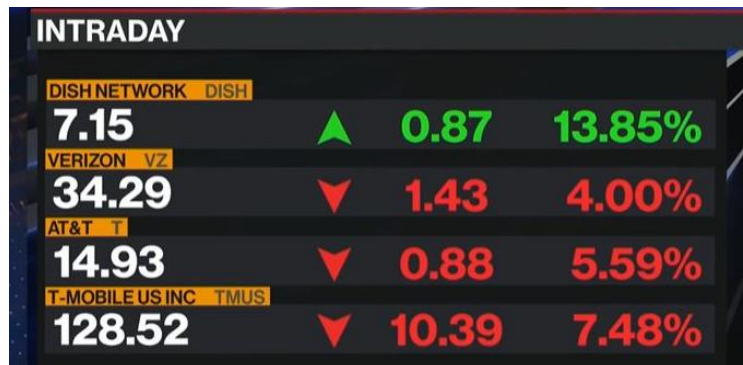 INTRADAY
DISH NETWORK DISH
7.15 ▲ 0.87 13.85%
VERIZON VZ
34.29 ▼ 1.43 4.00%
AT&T T
14.93 ▼ 0.88 5.59%
T-MOBILE US INC TMUS
128.52 ▼ 10.39 7.48%